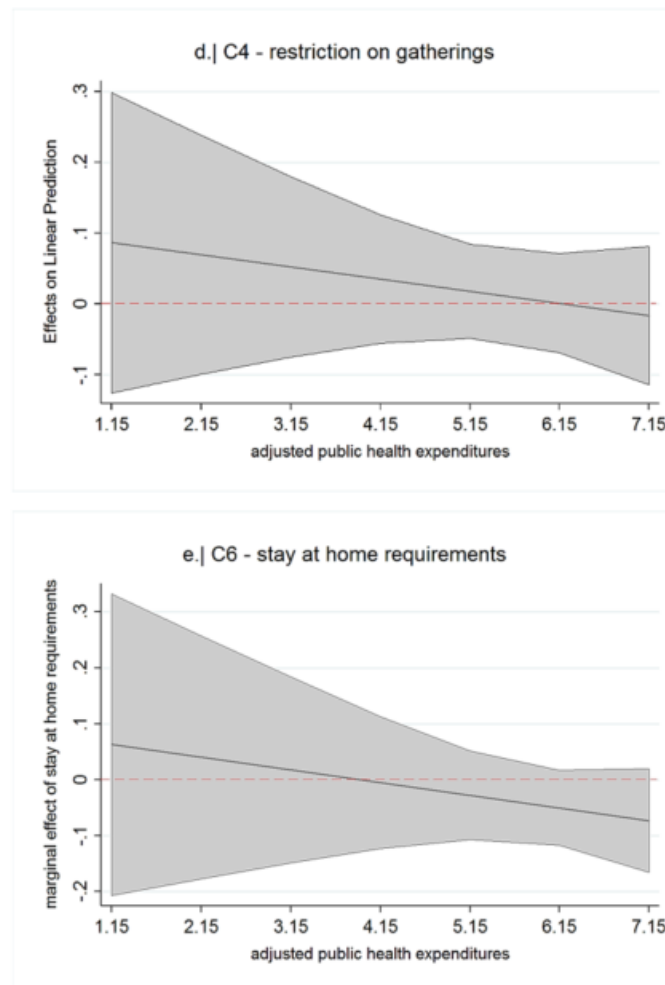 d.| C4 - restriction on gatherings
Effects on Linear Prediction
.3
.2
.1
0
-.1
1.15 2.15 3.15 4.15 5.15 6.15 7.15
adjusted public health expenditures
e.| C6 - stay at home requirements
marginal effect of stay at home requirements
.3
.2
.1
0
-.1
-.2
1.15 2.15 3.15 4.15 5.15 6.15 7.15
adjusted public health expenditures